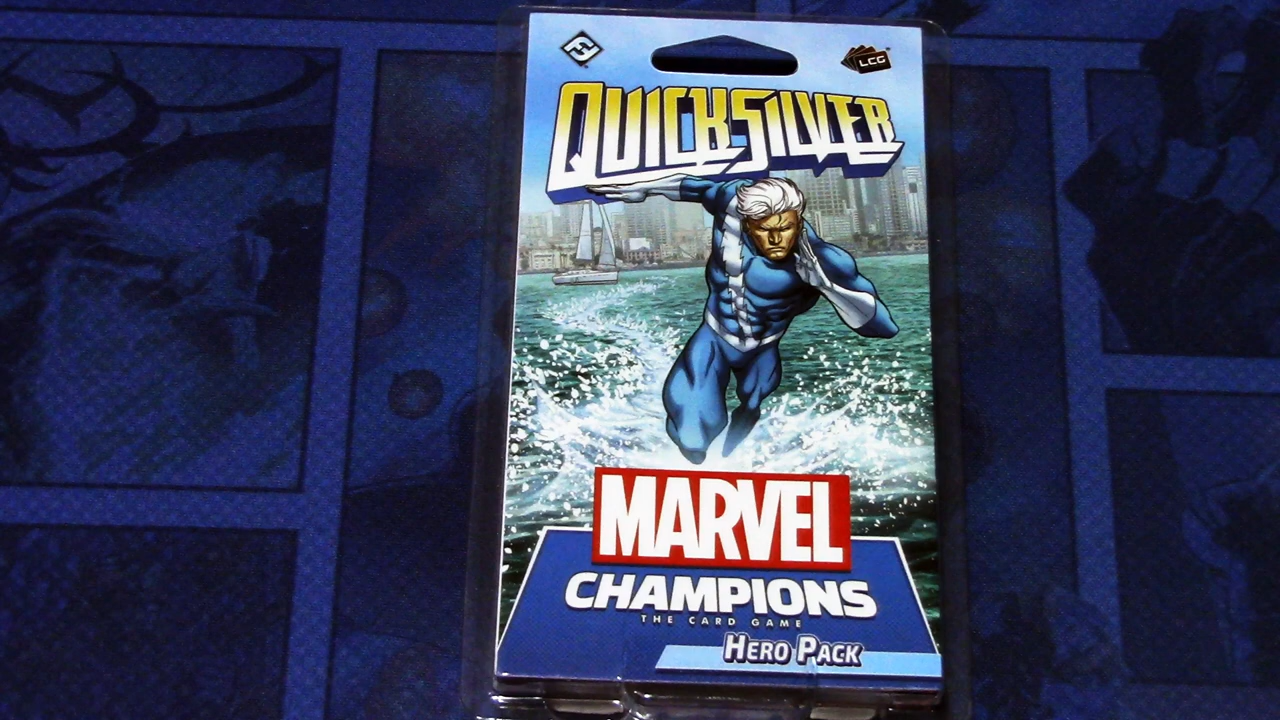 LCG
QUICKSILVER
MARVEL
CHAMPIONS
THE CARD GAME
HERO PACK